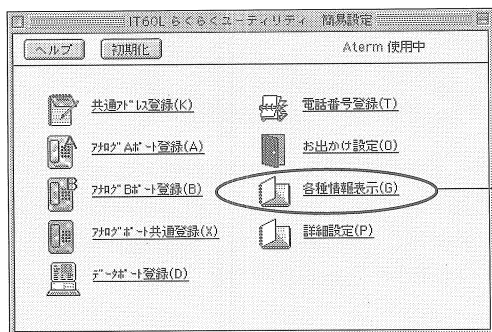 IT60L らくらくユーティリティ 簡易設定
ヘルプ 初期化 Aterm 使用中
共通アドレス登録(K)
アナログAポート登録(A)
アナログBポート登録(B)
アナログポート共通登録(X)
データポート登録(D)
電話番号登録(T)
お出かけ設定(O)
各種情報表示(G)
詳細設定(P)